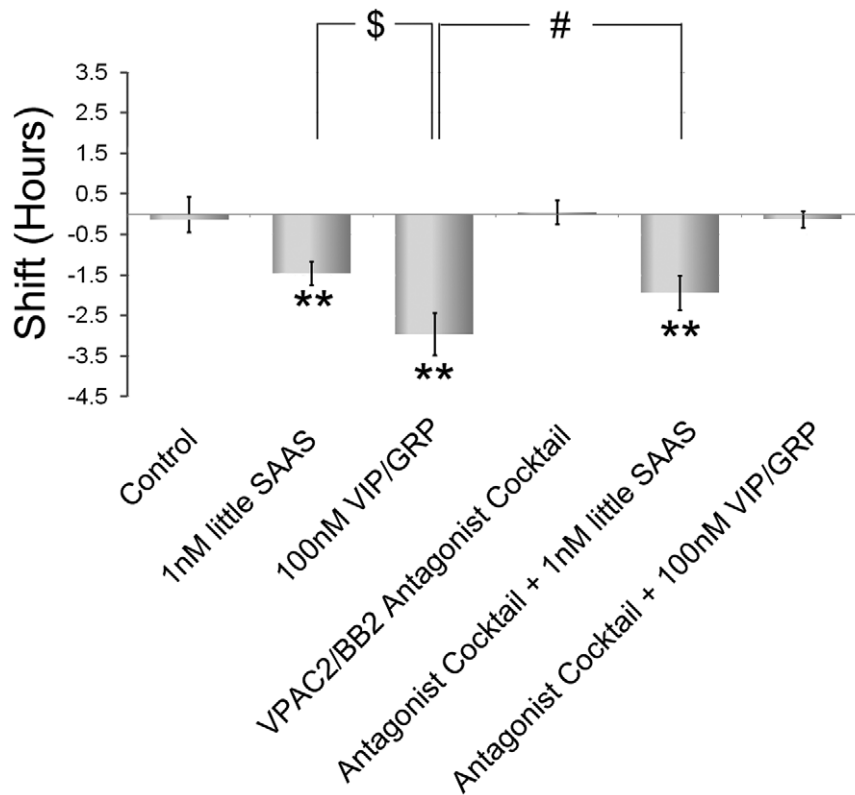 $ #
3.5
2.5
1.5
0.5
-0.5
-1.5
-2.5
-3.5
-4.5
Shift (Hours)
**
**
**
Control
1nM little SAAS
100nM VIP/GRP
VPAC2/BB2 Antagonist Cocktail
Antagonist Cocktail + 1nM little SAAS
Antagonist Cocktail + 100nM VIP/GRP